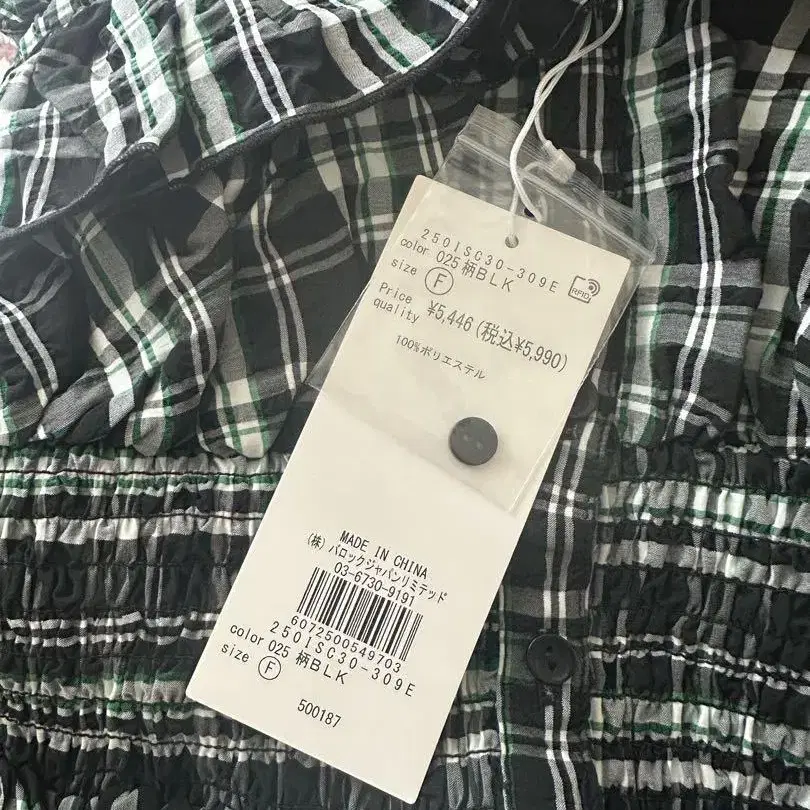 250ISC30-309E
color 025 柄BLK
size F
RFID
Price ¥5,446(税込¥5,990)
quality
100%ポリエステル
MADE IN CHINA
(株)バロックジャパンリミテッド
03-6730-9191
6072500549703
250ISC30-309E
color 025 柄BLK
size F
500187